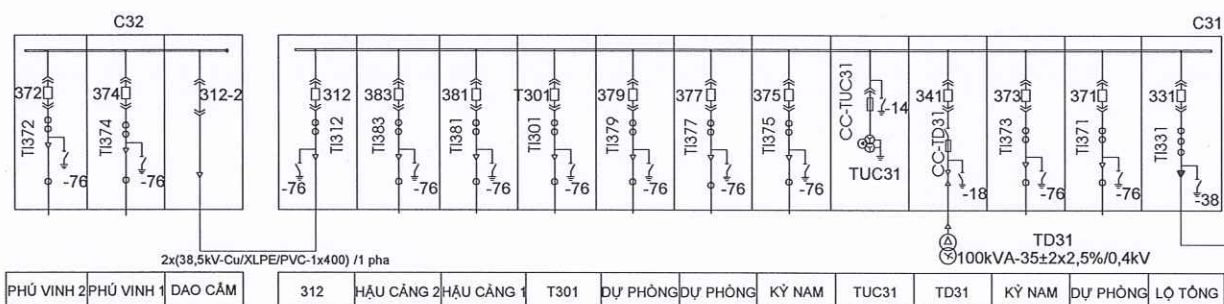 C32
C31
372
374
312-2
312
383
381
T301
379
377
375
CC-TUC31
-14
341
373
371
331
TI372
TI374
TI312
TI383
TI381
TI301
TI379
TI377
TI375
CC-TD31
TI373
TI371
TI331
-76
-76
-76
-76
-76
-76
-76
-76
-76
TUC31
-18
-76
-76
-38
2x(38,5kV-Cu/XLPE/PVC-1x400) /1 pha
TD31
100kVA-35±2x2,5%/0,4kV
PHÚ VINH 2
PHÚ VINH 1
DAO CẮM
312
HẬU CẢNG 2
HẬU CẢNG 1
T301
DỰ PHÒNG
DỰ PHÒNG
KỲ NAM
TUC31
TD31
KỲ NAM
DỰ PHÒNG
LỘ TỔNG